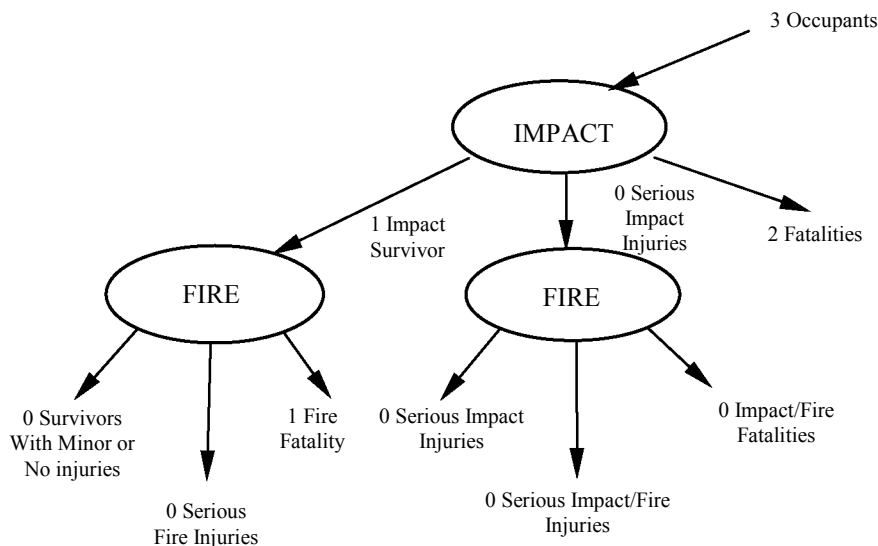 3 Occupants
IMPACT
1 Impact
Survivor
0 Serious
Impact
Injuries
2 Fatalities
FIRE
FIRE
0 Survivors
With Minor or
No injuries
1 Fire
Fatality
0 Serious Impact
Injuries
0 Impact/Fire
Fatalities
0 Serious
Fire Injuries
0 Serious Impact/Fire
Injuries